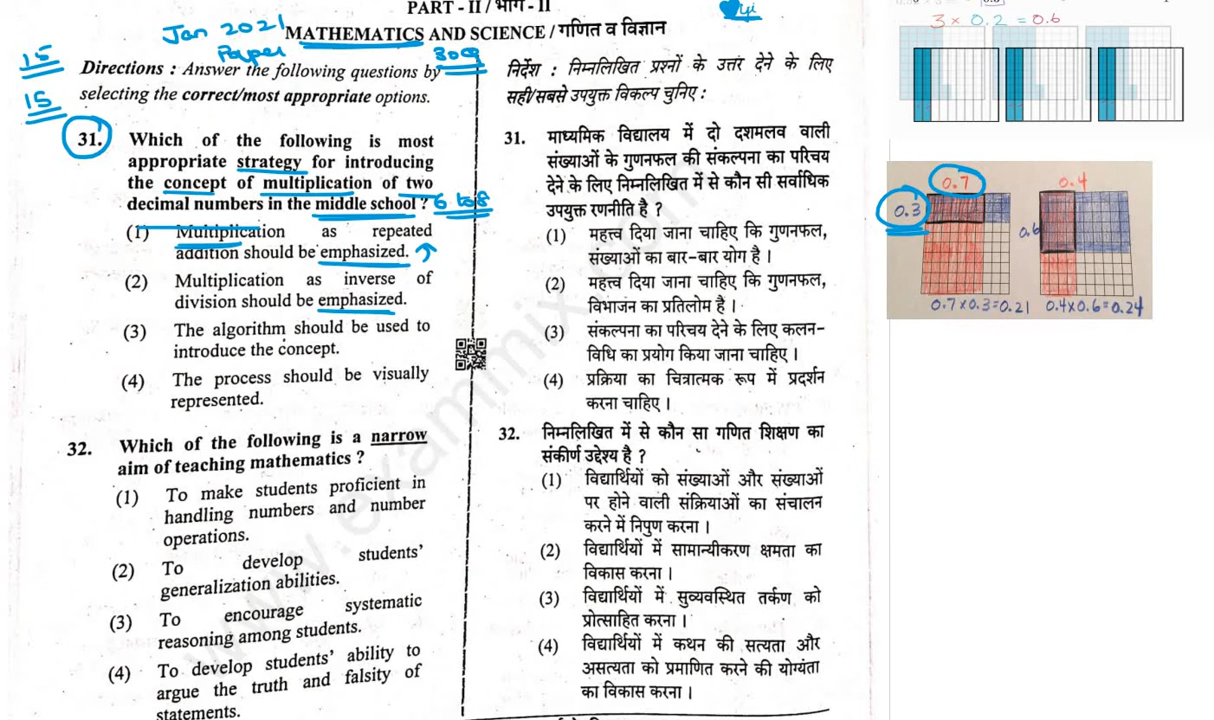 PART - II / भाग - II
MATHEMATICS AND SCIENCE / गणित व विज्ञान
Jan 2021
Paper
30Q
15
15
Directions : Answer the following questions by
selecting the correct/most appropriate options.
31. Which of the following is most
appropriate strategy for introducing
the concept of multiplication of two
decimal numbers in the middle school ?
6 to 8
(1) Multiplication as repeated
addition should be emphasized.
(2) Multiplication as inverse of
division should be emphasized.
(3) The algorithm should be used to
introduce the concept.
(4) The process should be visually
represented.
32. Which of the following is a narrow
aim of teaching mathematics ?
(1) To make students proficient in
handling numbers and number
operations.
(2) To develop students'
generalization abilities.
(3) To encourage systematic
reasoning among students.
(4) To develop students' ability to
argue the truth and falsity of
statements.
निर्देश : निम्नलिखित प्रश्नों के उत्तर देने के लिए
सही/सबसे उपयुक्त विकल्प चुनिए :
31. माध्यमिक विद्यालय में दो दशमलव वाली
संख्याओं के गुणनफल की संकल्पना का परिचय
देने के लिए निम्नलिखित में से कौन सी सर्वाधिक
उपयुक्त रणनीति है ?
(1) महत्त्व दिया जाना चाहिए कि गुणनफल,
संख्याओं का बार-बार योग है ।
(2) महत्त्व दिया जाना चाहिए कि गुणनफल,
विभाजन का प्रतिलोम है ।
(3) संकल्पना का परिचय देने के लिए कलन-
विधि का प्रयोग किया जाना चाहिए ।
(4) प्रक्रिया का चित्रात्मक रूप में प्रदर्शन
करना चाहिए ।
32. निम्नलिखित में से कौन सा गणित शिक्षण का
संकीर्ण उद्देश्य है ?
(1) विद्यार्थियों को संख्याओं और संख्याओं
पर होने वाली संक्रियाओं का संचालन
करने में निपुण करना ।
(2) विद्यार्थियों में सामान्यीकरण क्षमता का
विकास करना ।
(3) विद्यार्थियों में सुव्यवस्थित तर्कण को
प्रोत्साहित करना ।
(4) विद्यार्थियों में कथन की सत्यता और
असत्यता को प्रमाणित करने की योग्यता
का विकास करना ।
3 × 0.2 = 0.6
0.7
0.4
0.3
0.6
0.7×0.3=0.21 0.4×0.6=0.24